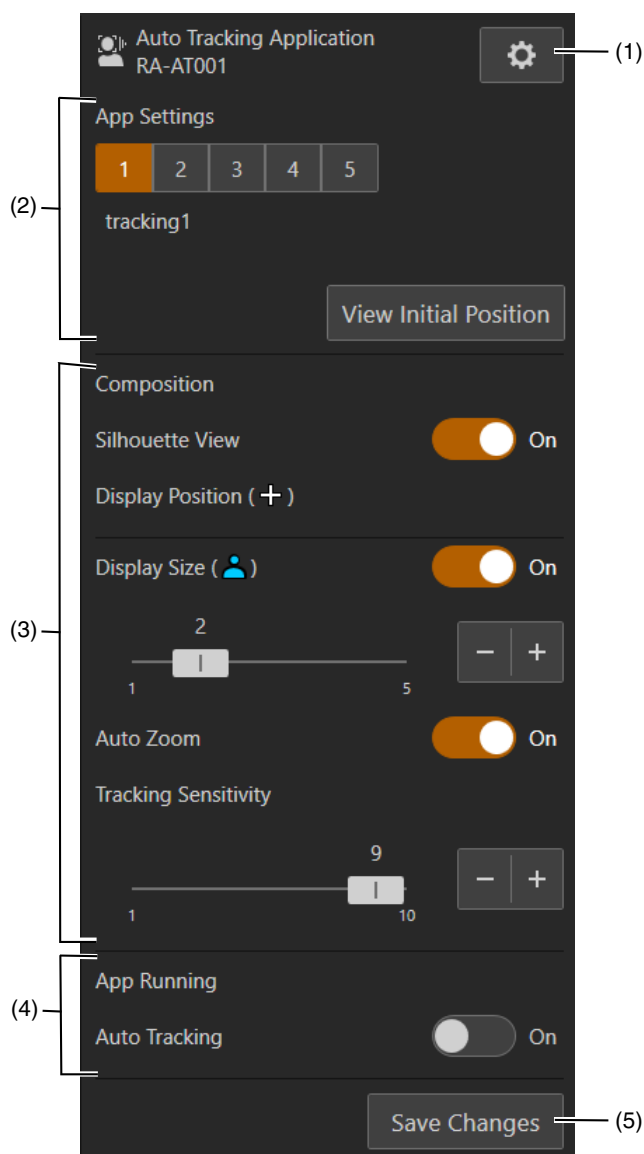 Auto Tracking Application
RA-AT001
(1)
App Settings
1 2 3 4 5
(2)
tracking1
View Initial Position
Composition
Silhouette View On
Display Position ( + )
Display Size ( ) On
(3)
2
− +
1 5
Auto Zoom On
Tracking Sensitivity
9
− +
1 10
App Running
(4)
Auto Tracking On
Save Changes
(5)